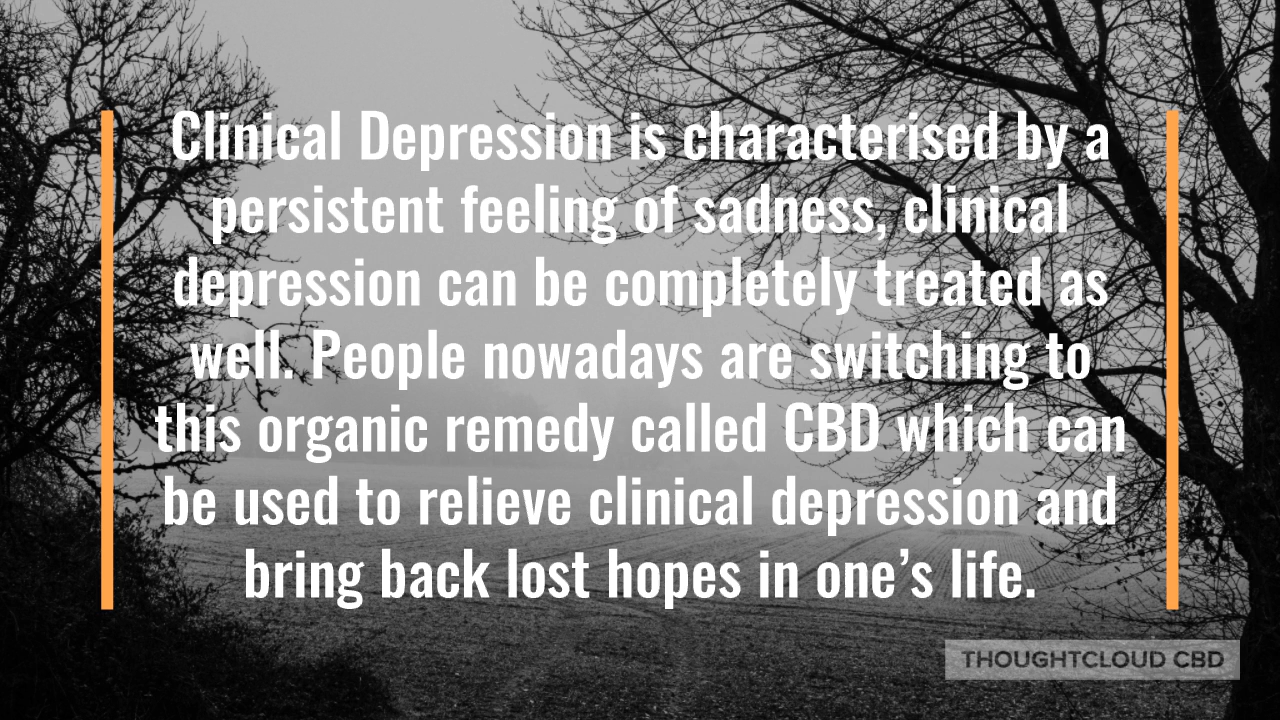 Clinical Depression is characterised by a
persistent feeling of sadness, clinical
depression can be completely treated as
well. People nowadays are switching to
this organic remedy called CBD which can
be used to relieve clinical depression and
bring back lost hopes in one’s life.
THOUGHTCLOUD CBD